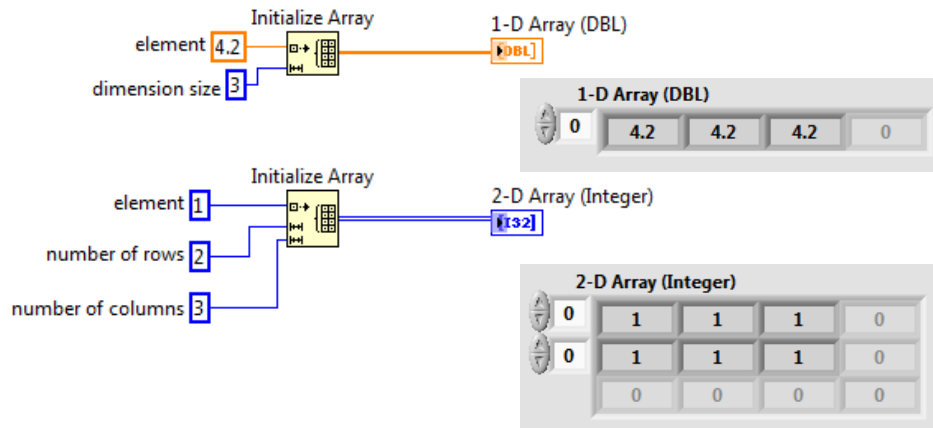 Initialize Array
element 4.2
1-D Array (DBL)
DBL]
dimension size 3
1-D Array (DBL)
0 4.2 4.2 4.2 0
Initialize Array
element 1
2-D Array (Integer)
I32]
number of rows 2
number of columns 3
2-D Array (Integer)
0 1 1 1 0
0 1 1 1 0
0 0 0 0